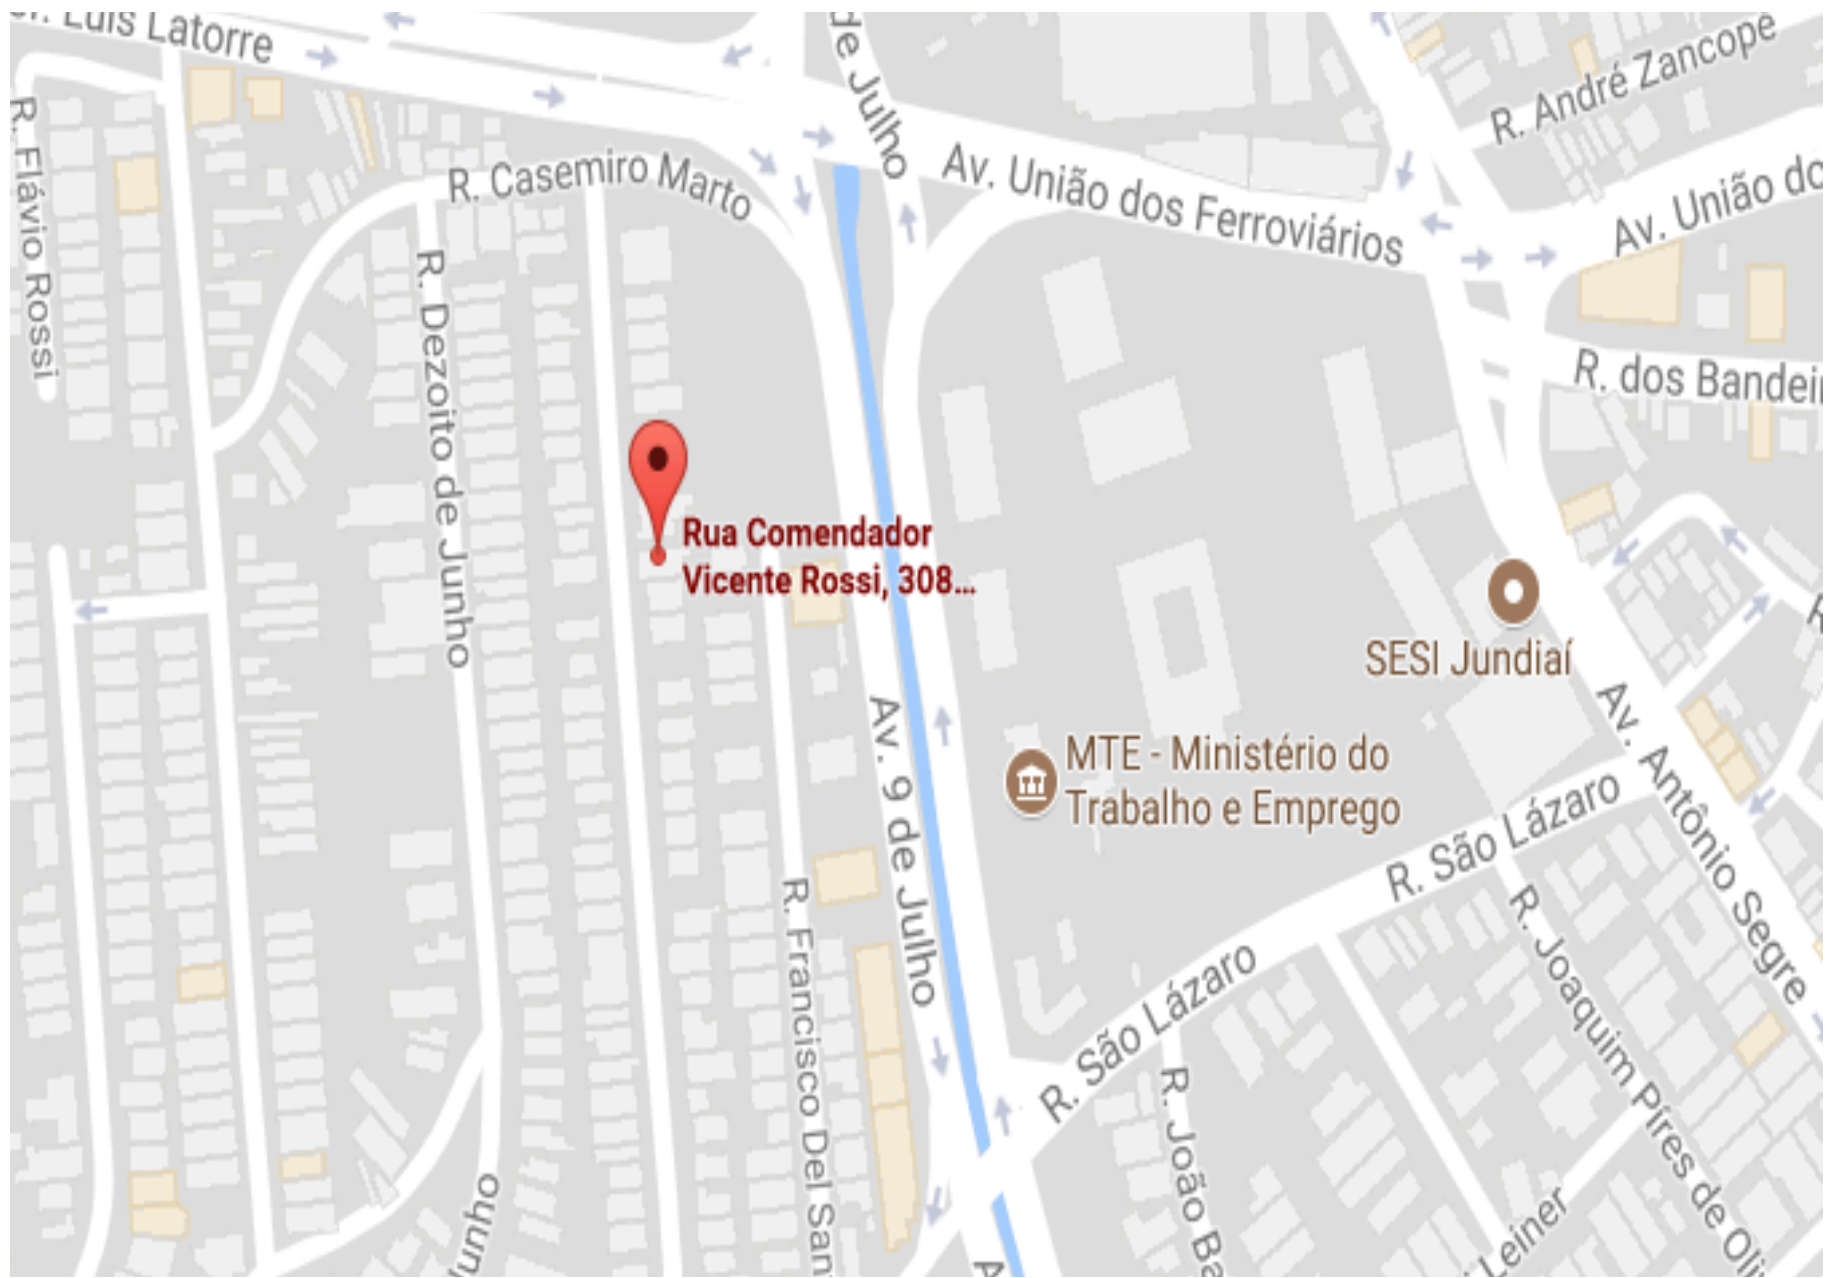 Luis Latorre
de Julho
R. André Zancope
R. Flávio Rossi
R. Casemiro Marto
Av. União dos Ferroviários
Av. União do
R. Dezoito de Junho
R. dos Bandei
Rua Comendador
Vicente Rossi, 308...
SESI Jundiaí
R
MTE - Ministério do
Trabalho e Emprego
Av. 9 de Julho
Av. Antônio Segre
R. São Lázaro
R. Francisco Del San
R. São Lázaro
R. Joaquim Píres de Oli
R. João Ba
Junho
Leiner
A